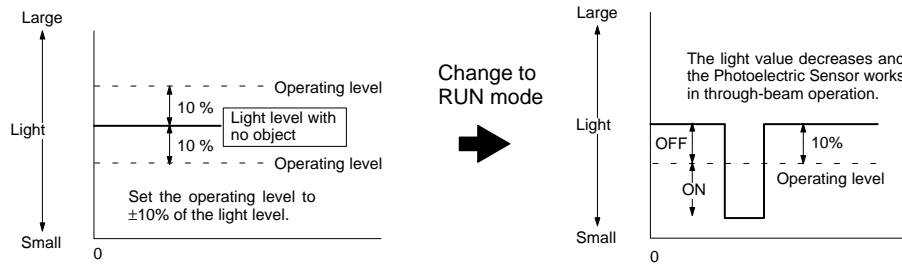 Large
Operating level
10 %
Light level with
no object
Light
10 %
Operating level
Set the operating level to
±10% of the light level.
Small
0
Change to
RUN mode
Large
The light value decreases and
the Photoelectric Sensor works
in through-beam operation.
Light
OFF
10%
Operating level
ON
Small
0